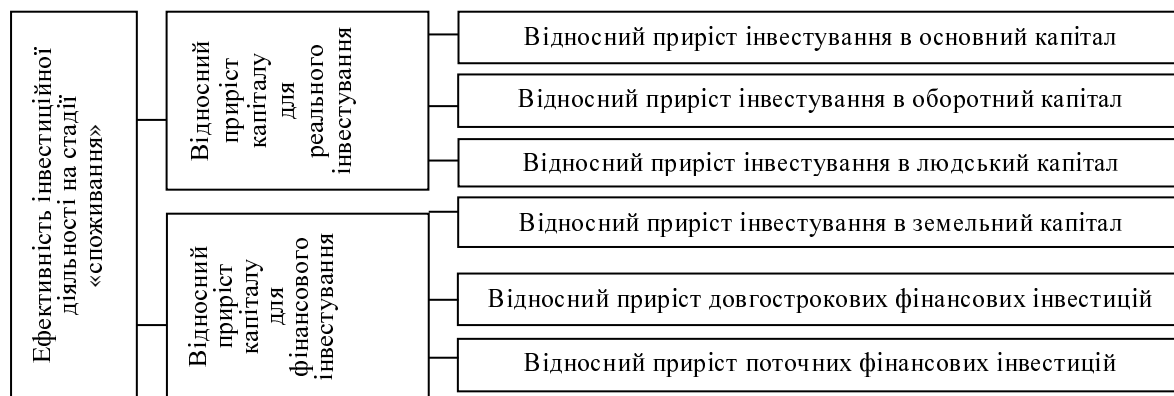 Ефективність інвестиційної
діяльності на стадії
«споживання»
Відносний
приріст
капіталу
для
реального
інвестування
Відносний приріст інвестування в основний капітал
Відносний приріст інвестування в оборотний капітал
Відносний приріст інвестування в людський капітал
Відносний
приріст
капіталу
для
фінансового
інвестування
Відносний приріст інвестування в земельний капітал
Відносний приріст довгострокових фінансових інвестицій
Відносний приріст поточних фінансових інвестицій